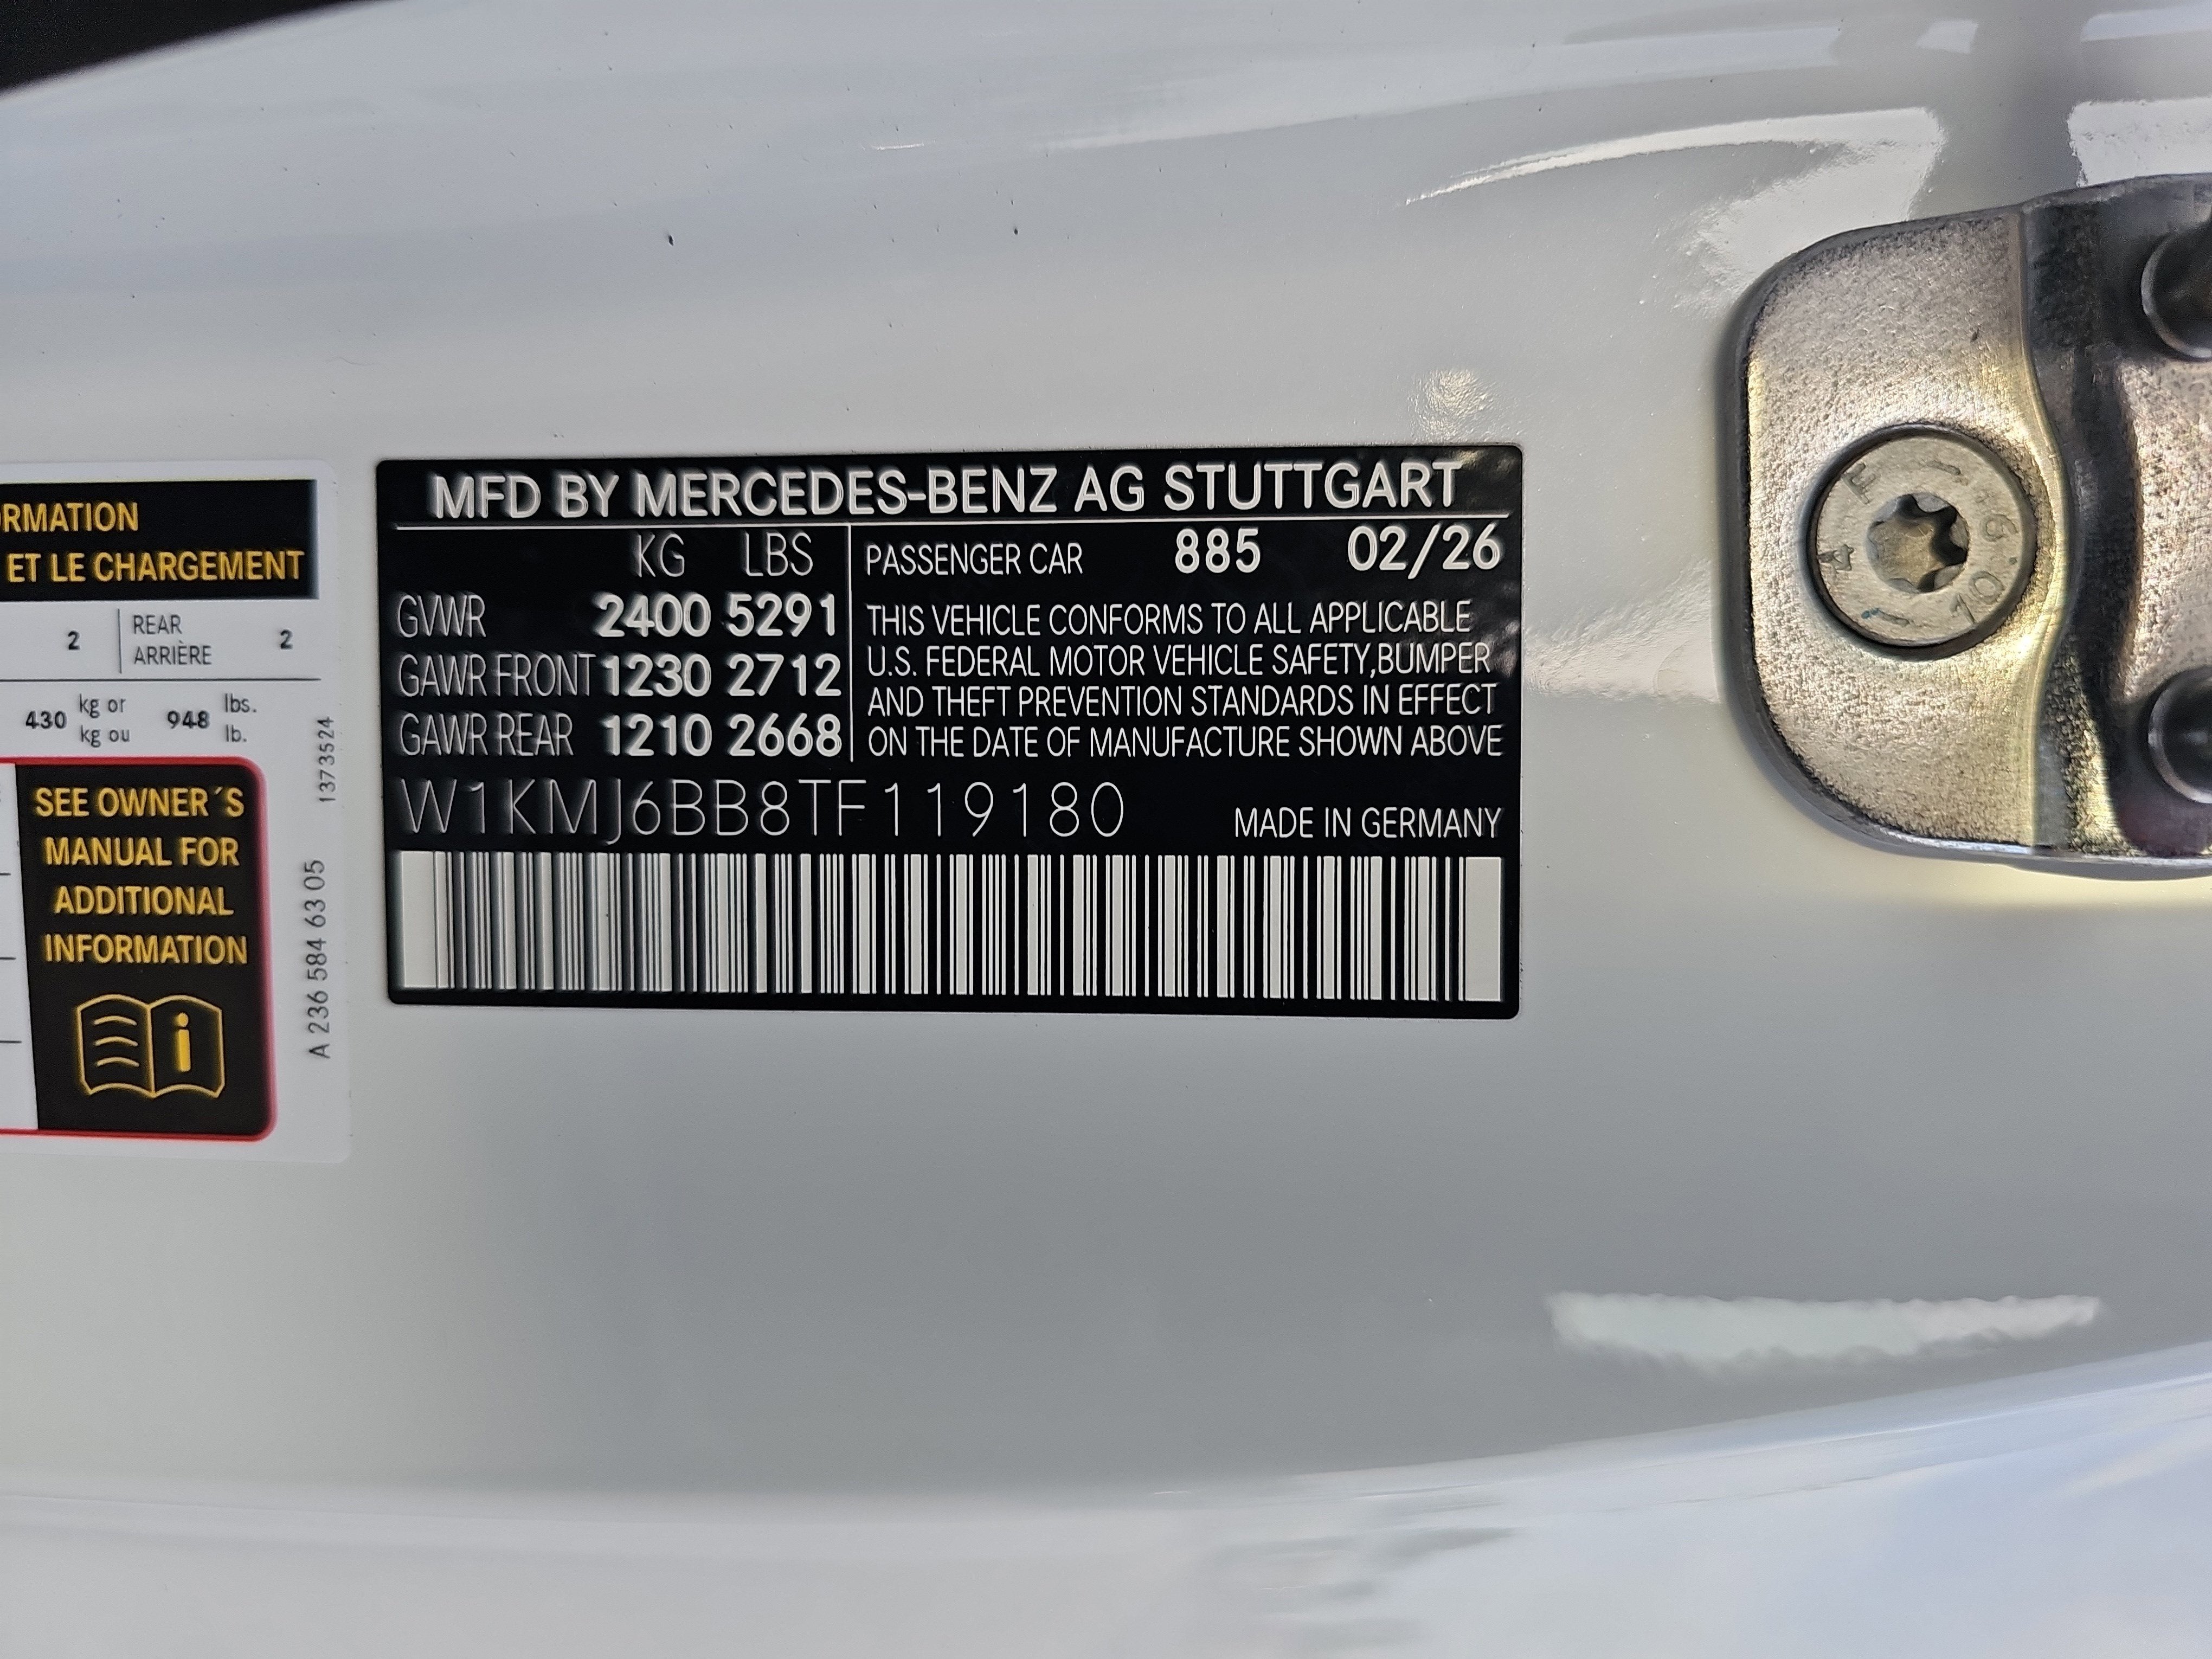 MFD BY MERCEDES-BENZ AG STUTTGART
KG LBS
GVWR 2400 5291
GAWR FRONT 1230 2712
GAWR REAR 1210 2668
PASSENGER CAR 885 02/26
THIS VEHICLE CONFORMS TO ALL APPLICABLE
U.S. FEDERAL MOTOR VEHICLE SAFETY,BUMPER
AND THEFT PREVENTION STANDARDS IN EFFECT
ON THE DATE OF MANUFACTURE SHOWN ABOVE
W1KMJ6BB8TF119180
MADE IN GERMANY
RMATION
ET LE CHARGEMENT
2 REAR 2
ARRIÈRE
430 kg or 948 lbs.
kg ou lb.
SEE OWNER´S
MANUAL FOR
ADDITIONAL
INFORMATION
i
1373524
A 236 584 63 05